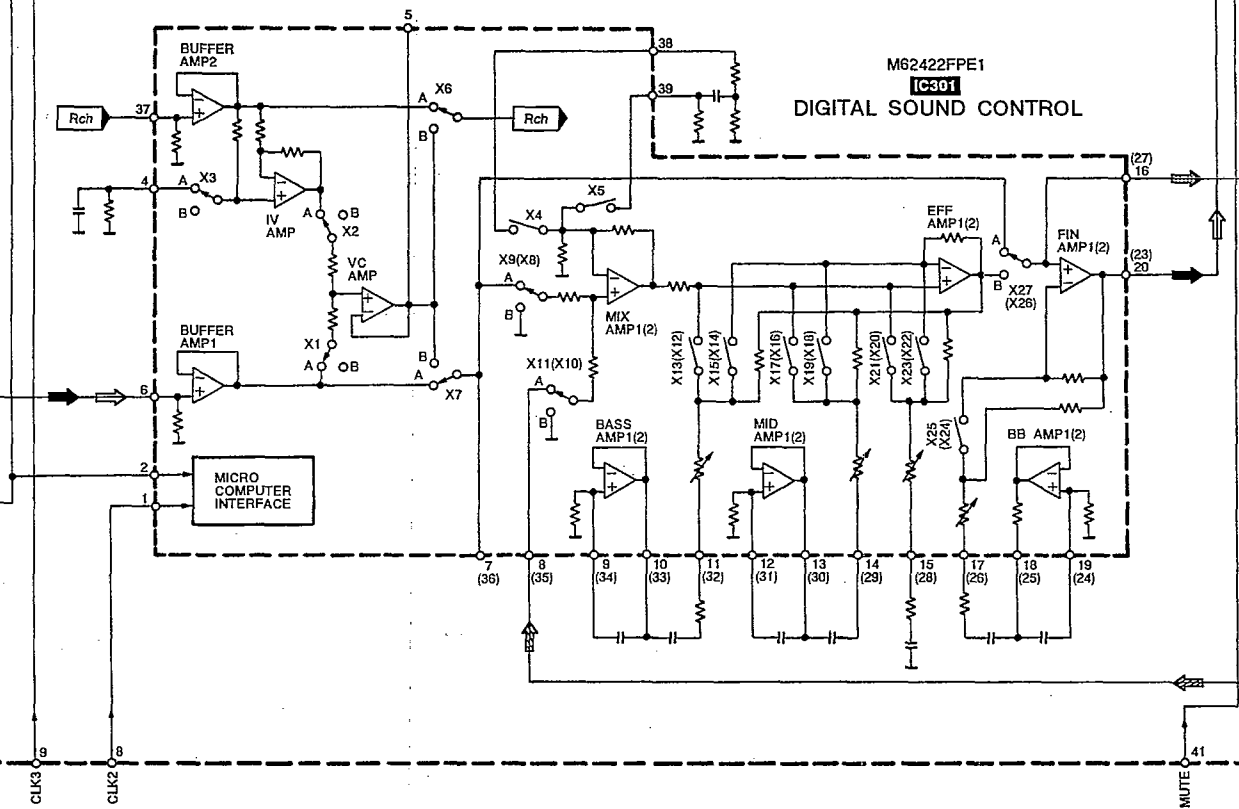 5
BUFFER
AMP2
38
M62422FPE1
IC301
DIGITAL SOUND CONTROL
X6
A
39
37
Rch
Rch
B
(27)
16
4
A
X3
B
X5
IV
AMP
A
B
X2
X4
EFF
AMP1(2)
FIN
AMP1(2)
A
(23)
20
VC
AMP
X9(X8)
A
B
X27
(X26)
B
MIX
AMP1(2)
BUFFER
AMP1
X1
A
B
B
A
X7
X11(X10)
A
B
X13(X12)
X15(X14)
X17(X16)
X19(X18)
X21(X20)
X23(X22)
6
X25
(X24)
BASS
AMP1(2)
MID
AMP1(2)
BB AMP1(2)
2
1
MICRO
COMPUTER
INTERFACE
7
(36)
8
(35)
9
(34)
10
(33)
11
(32)
12
(31)
13
(30)
14
(29)
15
(28)
17
(26)
18
(25)
19
(24)
9
8
41
CLK3
CLK2
MUTE